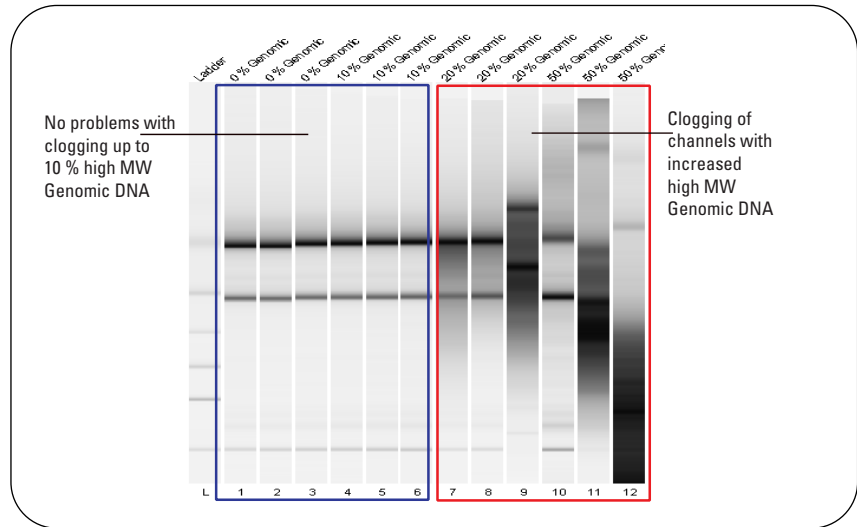 Ladder
0 % Genomic
0 % Genomic
0 % Genomic
10 % Genomic
10 % Genomic
10 % Genomic
20 % Genomic
20 % Genomic
20 % Genomic
50 % Genomic
50 % Genomic
50 % Geno
No problems with
clogging up to
10 % high MW
Genomic DNA
Clogging of
channels with
increased
high MW
Genomic DNA
L 1 2 3 4 5 6 7 8 9 10 11 12